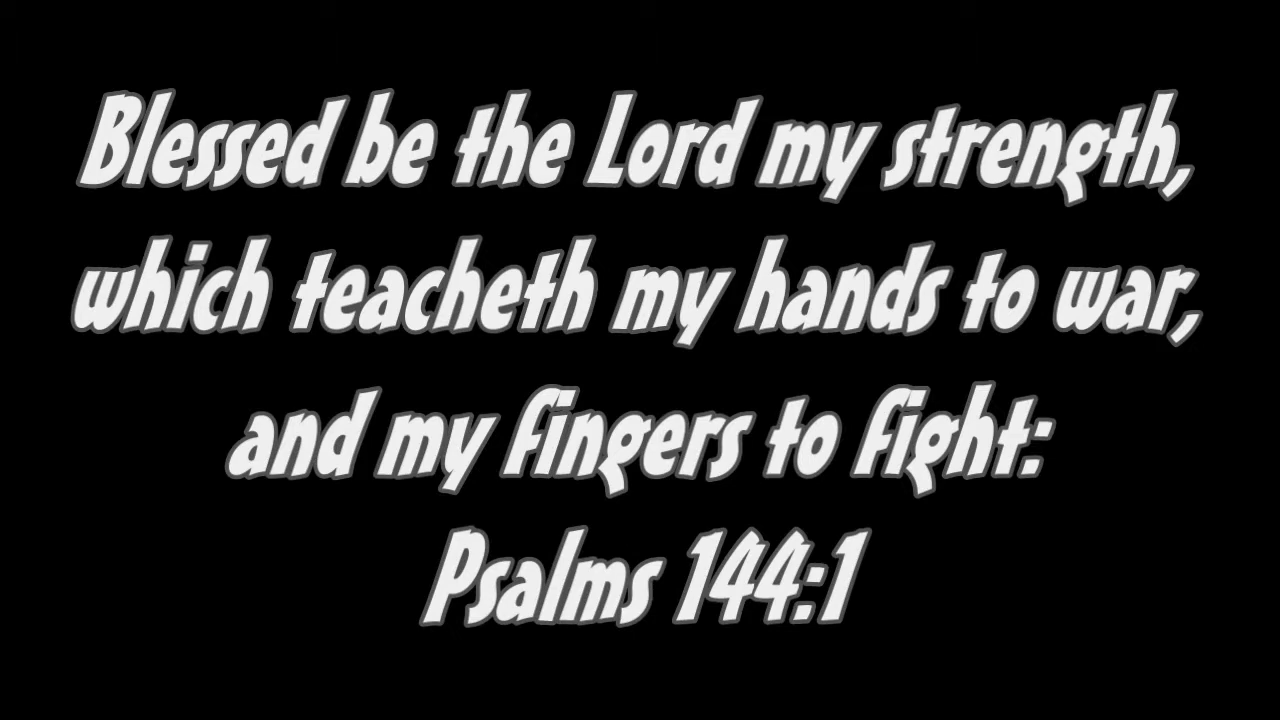 Blessed be the Lord my strength,
which teacheth my hands to war,
and my fingers to fight:
Psalms 144:1